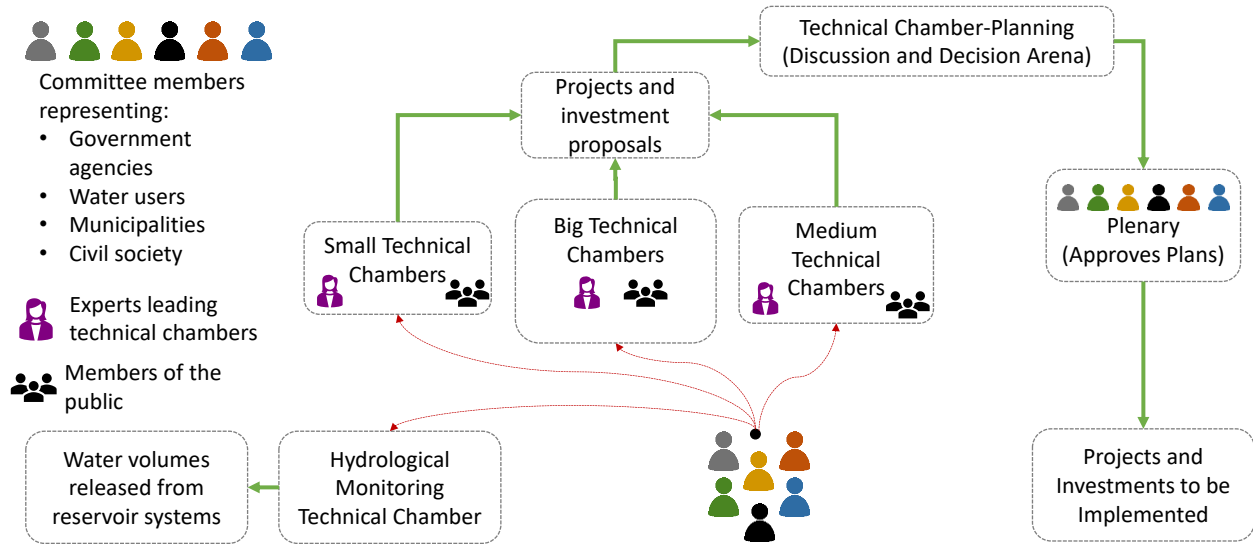 Committee members
representing:
• Government
agencies
• Water users
• Municipalities
• Civil society
Experts leading
technical chambers
Members of the
public
Technical Chamber-Planning
(Discussion and Decision Arena)
Projects and
investment
proposals
Small Technical
Chambers
Big Technical
Chambers
Medium
Technical
Chambers
Plenary
(Approves Plans)
Water volumes
released from
reservoir systems
Hydrological
Monitoring
Technical Chamber
Projects and
Investments to be
Implemented